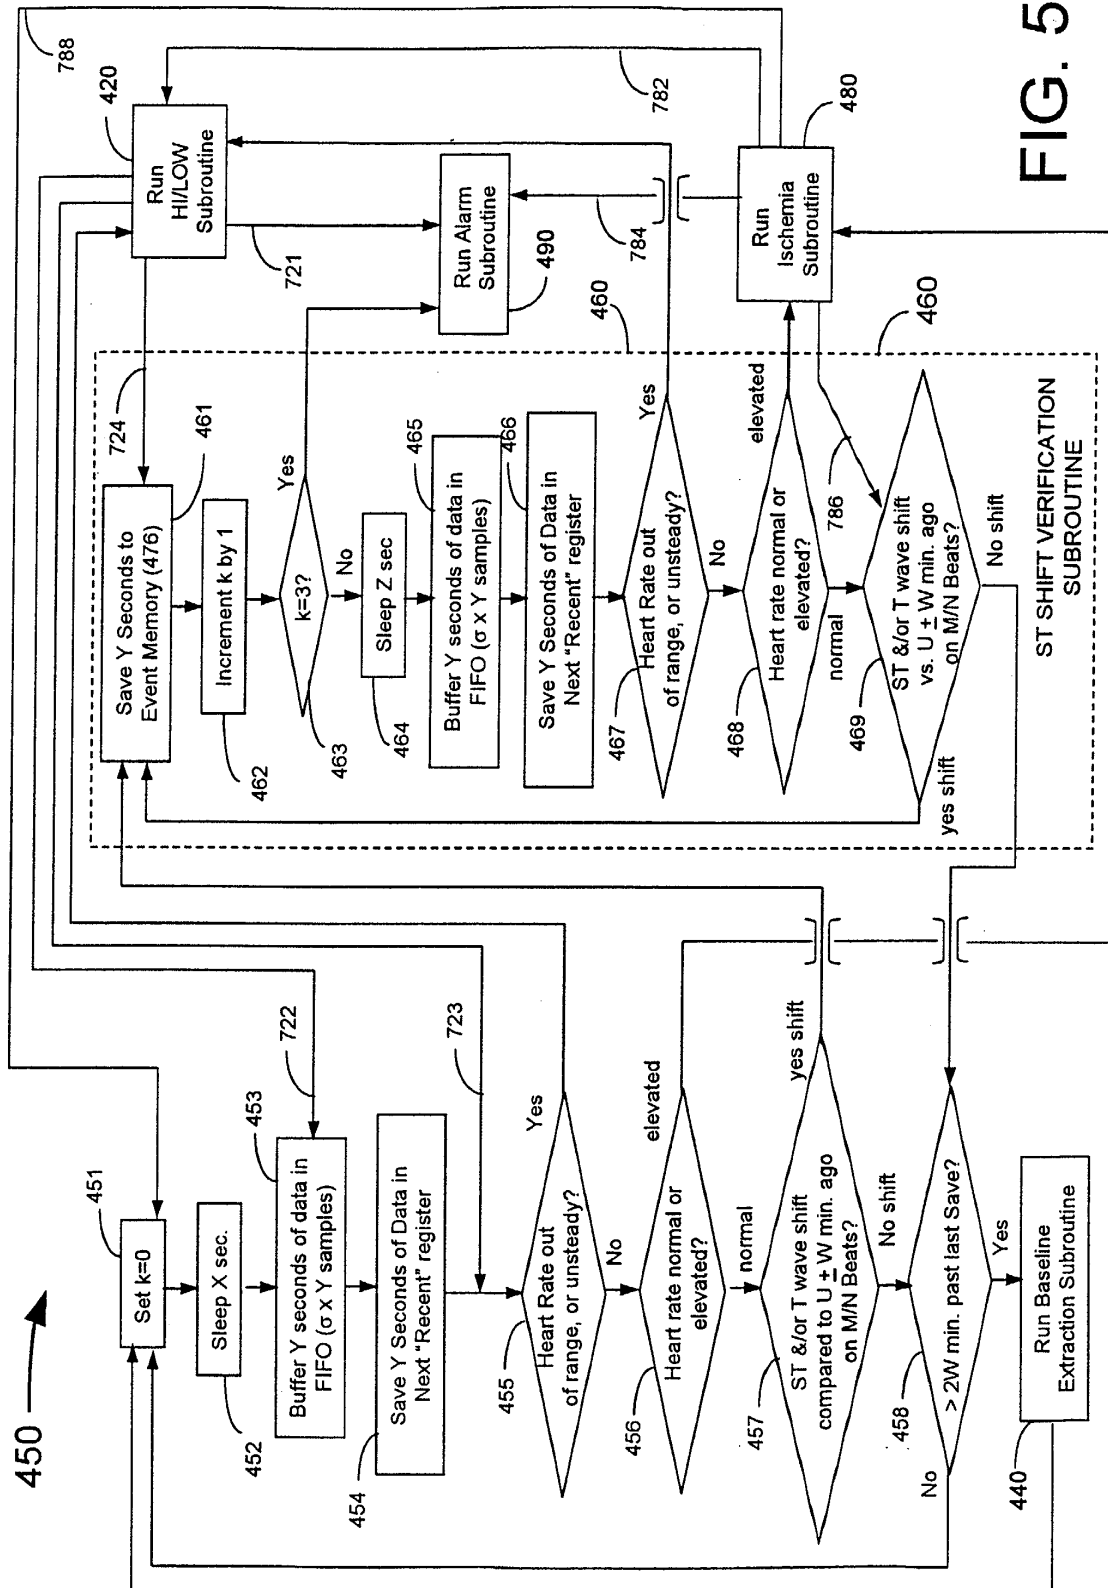 450
451
Set k=0
Sleep X sec.
452
453
Buffer Y seconds of data in
FIFO (σ x Y samples)
722
Save Y Seconds of Data in
Next “Recent” register
454
723
455
Heart Rate out
of range, or unsteady?
Yes
No
456
Heart rate normal or
elevated?
elevated
normal
457
ST &/or T wave shift
compared to U ± W min. ago
on M/N Beats?
yes shift
No shift
458
> 2W min. past last Save?
No
Yes
Run Baseline
Extraction Subroutine
440
788
420
Run
HI/LOW
Subroutine
724
721
782
Save Y Seconds to
Event Memory (476)
461
Increment k by 1
462
k=3?
463
Yes
No
Sleep Z sec
464
465
Buffer Y seconds of data in
FIFO (σ x Y samples)
466
Save Y Seconds of Data in
Next “Recent” register
467
Heart Rate out
of range, or unsteady?
Yes
No
468
Heart rate normal or
elevated?
elevated
normal
469
ST &/or T wave shift
vs. U ± W min. ago
on M/N Beats?
yes shift
No shift
ST SHIFT VERIFICATION
SUBROUTINE
Run Alarm
Subroutine
490
460
784
Run
Ischemia
Subroutine
480
786
460
FIG. 5